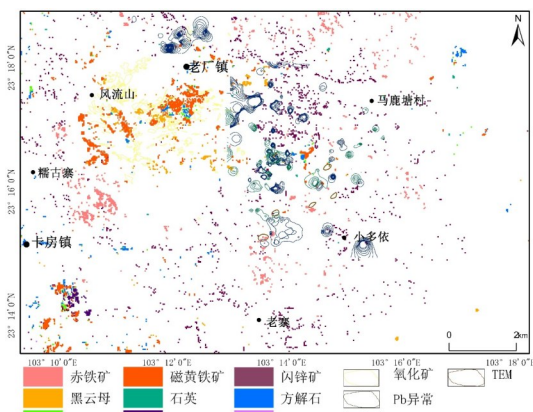 N
老厂镇
风流山
马鹿塘村
糯古寨
卡房镇
小多依
老寨
23° 18′ 0″N
23° 16′ 0″N
23° 14′ 0″N
0 2km
103° 10′ 0″E 103° 12′ 0″E 103° 14′ 0″E 103° 16′ 0″E 103° 18′ 0″E
赤铁矿 磁黄铁矿 闪锌矿 氧化矿 TEM
黑云母 石英 方解石 Pb异常